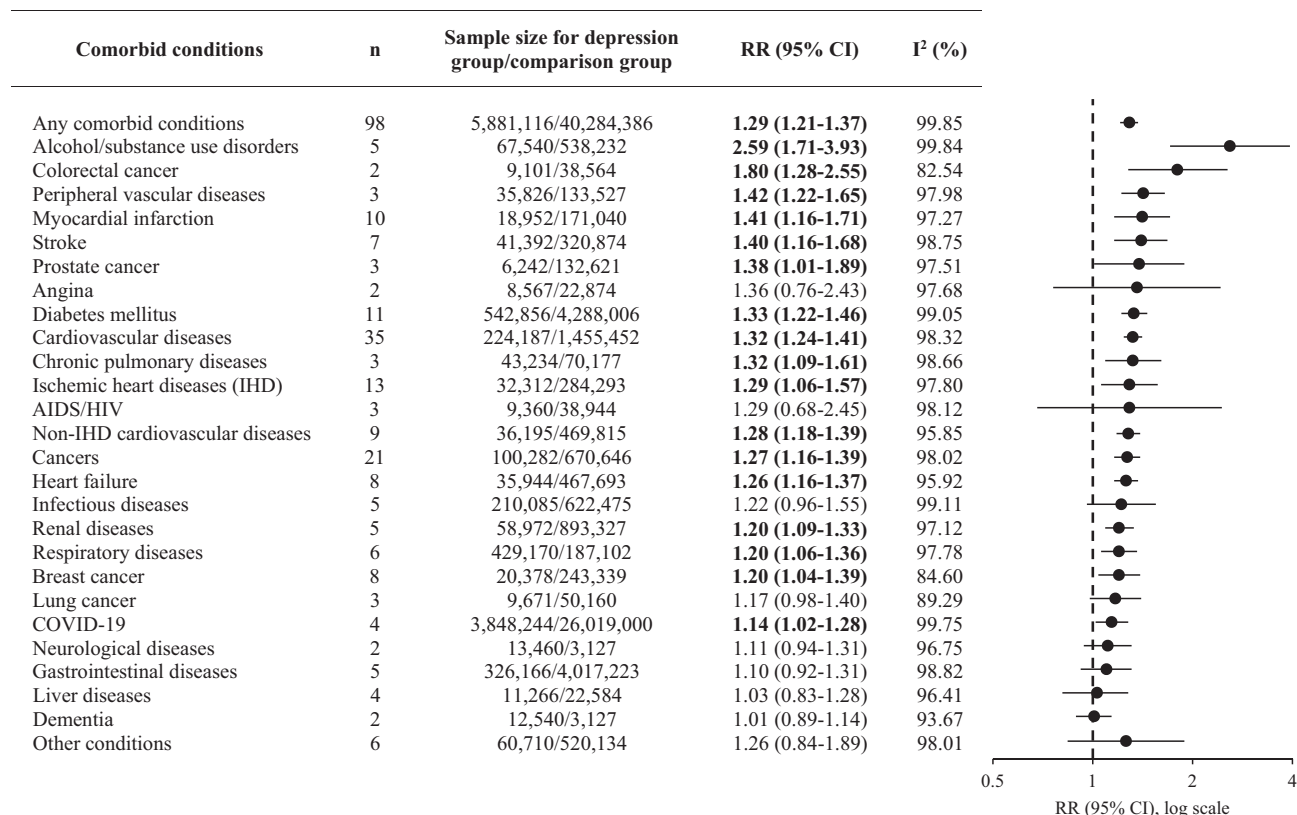 Comorbid conditions n Sample size for depression group/comparison group RR (95% CI) I² (%)
Any comorbid conditions 98 5,881,116/40,284,386 1.29 (1.21-1.37) 99.85
Alcohol/substance use disorders 5 67,540/538,232 2.59 (1.71-3.93) 99.84
Colorectal cancer 2 9,101/38,564 1.80 (1.28-2.55) 82.54
Peripheral vascular diseases 3 35,826/133,527 1.42 (1.22-1.65) 97.98
Myocardial infarction 10 18,952/171,040 1.41 (1.16-1.71) 97.27
Stroke 7 41,392/320,874 1.40 (1.16-1.68) 98.75
Prostate cancer 3 6,242/132,621 1.38 (1.01-1.89) 97.51
Angina 2 8,567/22,874 1.36 (0.76-2.43) 97.68
Diabetes mellitus 11 542,856/4,288,006 1.33 (1.22-1.46) 99.05
Cardiovascular diseases 35 224,187/1,455,452 1.32 (1.24-1.41) 98.32
Chronic pulmonary diseases 3 43,234/70,177 1.32 (1.09-1.61) 98.66
Ischemic heart diseases (IHD) 13 32,312/284,293 1.29 (1.06-1.57) 97.80
AIDS/HIV 3 9,360/38,944 1.29 (0.68-2.45) 98.12
Non-IHD cardiovascular diseases 9 36,195/469,815 1.28 (1.18-1.39) 95.85
Cancers 21 100,282/670,646 1.27 (1.16-1.39) 98.02
Heart failure 8 35,944/467,693 1.26 (1.16-1.37) 95.92
Infectious diseases 5 210,085/622,475 1.22 (0.96-1.55) 99.11
Renal diseases 5 58,972/893,327 1.20 (1.09-1.33) 97.12
Respiratory diseases 6 429,170/187,102 1.20 (1.06-1.36) 97.78
Breast cancer 8 20,378/243,339 1.20 (1.04-1.39) 84.60
Lung cancer 3 9,671/50,160 1.17 (0.98-1.40) 89.29
COVID-19 4 3,848,244/26,019,000 1.14 (1.02-1.28) 99.75
Neurological diseases 2 13,460/3,127 1.11 (0.94-1.31) 96.75
Gastrointestinal diseases 5 326,166/4,017,223 1.10 (0.92-1.31) 98.82
Liver diseases 4 11,266/22,584 1.03 (0.83-1.28) 96.41
Dementia 2 12,540/3,127 1.01 (0.89-1.14) 93.67
Other conditions 6 60,710/520,134 1.26 (0.84-1.89) 98.01
0.5 1 2 4
RR (95% CI), log scale